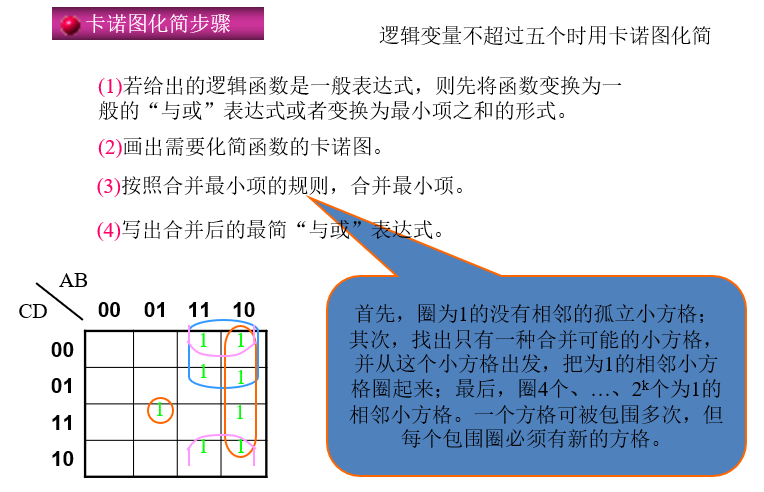 卡诺图化简步骤
逻辑变量不超过五个时用卡诺图化简
(1)若给出的逻辑函数是一般表达式，则先将函数变换为一
般的“与或”表达式或者变换为最小项之和的形式。
(2)画出需要化简函数的卡诺图。
(3)按照合并最小项的规则，合并最小项。
(4)写出合并后的最简“与或”表达式。
首先，圈为1的没有相邻的孤立小方格；
其次，找出只有一种合并可能的小方格，
并从这个小方格出发，把为1的相邻小方
格圈起来；最后，圈4个、…、2ᵏ个为1的
相邻小方格。一个方格可被包围多次，但
每个包围圈必须有新的方格。
AB
CD 00 01 11 10
00 1 1
01 1 1
11 1 1
10 1 1